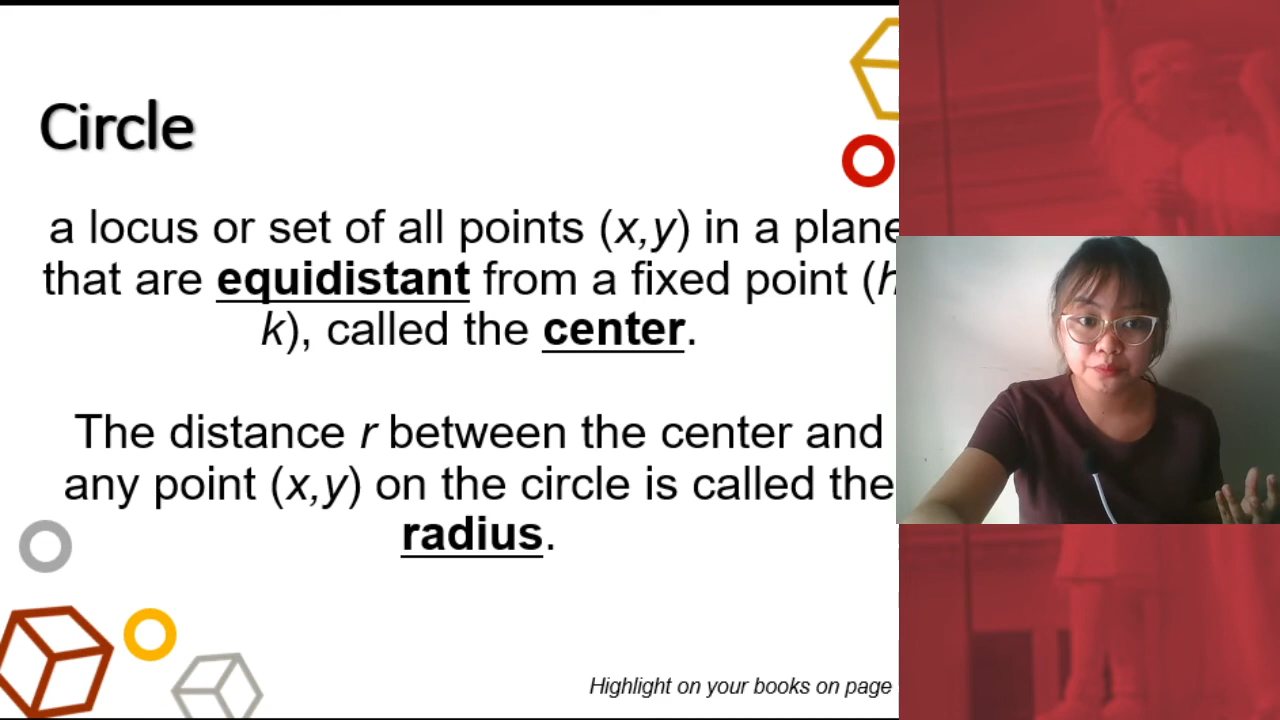 Circle
a locus or set of all points (x,y) in a plane
that are equidistant from a fixed point (h
k), called the center.
The distance r between the center and
any point (x,y) on the circle is called the
radius.
Highlight on your books on page